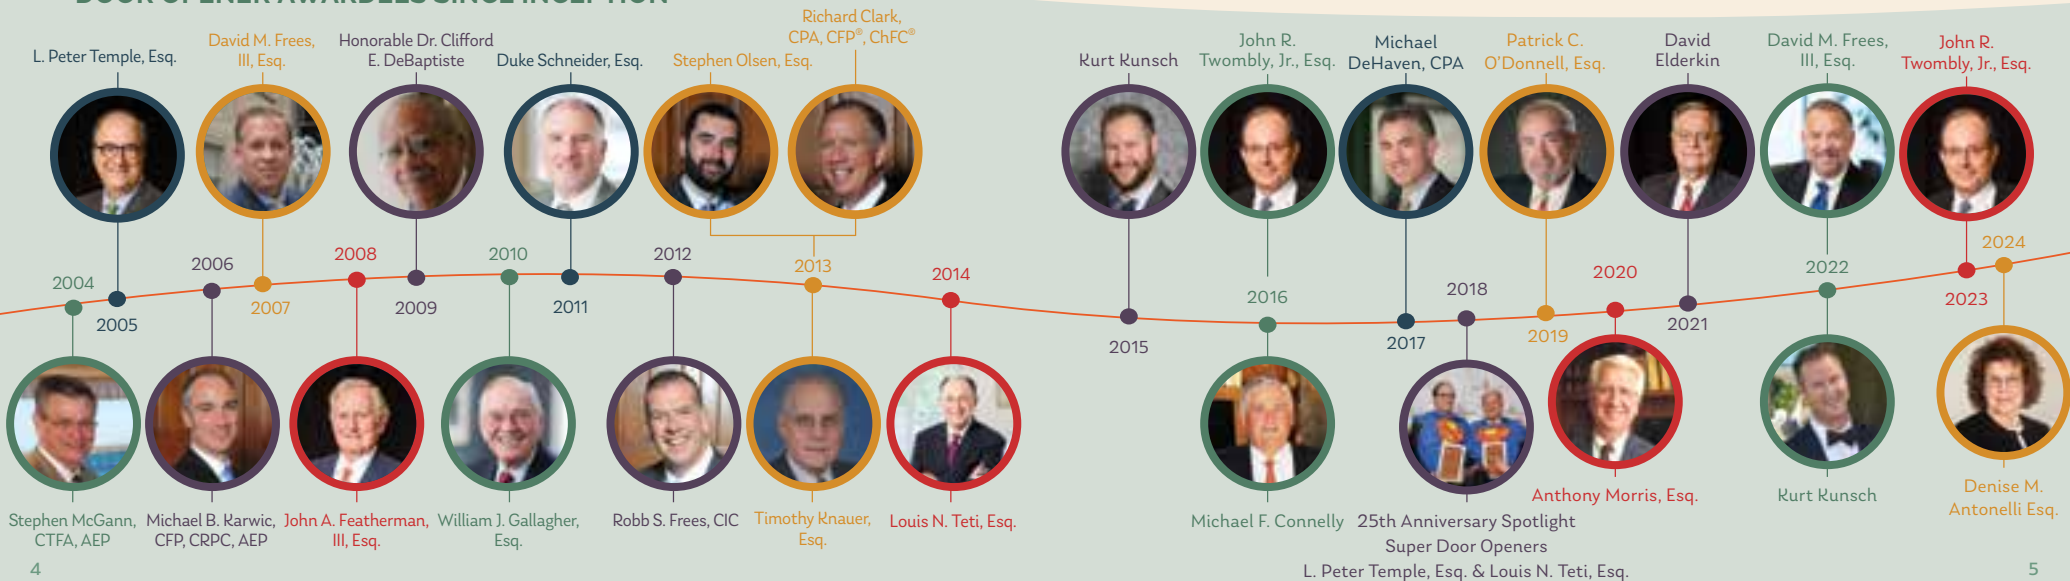 DOOR OPENER AWARDEES SINCE INCEPTION
L. Peter Temple, Esq.
David M. Frees,
III, Esq.
Honorable Dr. Clifford
E. DeBaptiste
Duke Schneider, Esq.
Stephen Olsen, Esq.
Richard Clark,
CPA, CFP®, ChFC®
Kurt Kunsch
John R.
Twombly, Jr., Esq.
Michael
DeHaven, CPA
Patrick C.
O'Donnell, Esq.
David
Elderkin
David M. Frees,
III, Esq.
John R.
Twombly, Jr., Esq.
2004
2005
2006
2007
2008
2009
2010
2011
2012
2013
2014
2015
2016
2017
2018
2019
2020
2021
2022
2023
2024
Stephen McGann,
CTFA, AEP
Michael B. Karwic,
CFP, CRPC, AEP
John A. Featherman,
III, Esq.
William J. Gallagher,
Esq.
Robb S. Frees, CIC
Timothy Knauer,
Esq.
Louis N. Teti, Esq.
Michael F. Connelly
25th Anniversary Spotlight
Super Door Openers
L. Peter Temple, Esq. & Louis N. Teti, Esq.
Anthony Morris, Esq.
Kurt Kunsch
Denise M.
Antonelli Esq.
4
5